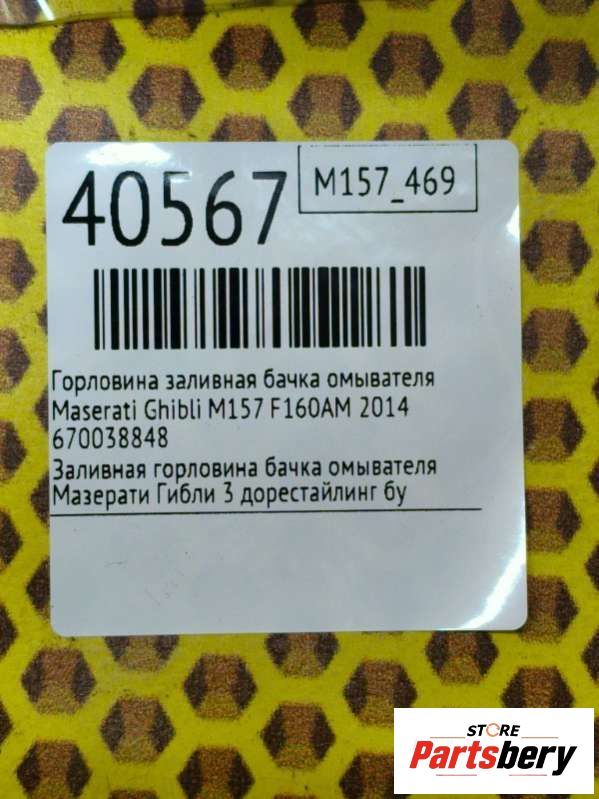 40567
M157_469
Горловина заливная бачка омывателя
Maserati Ghibli M157 F160AM 2014
670038848
Заливная горловина бачка омывателя
Мазерати Гибли 3 дорестайлинг бу
STORE
Partsbery